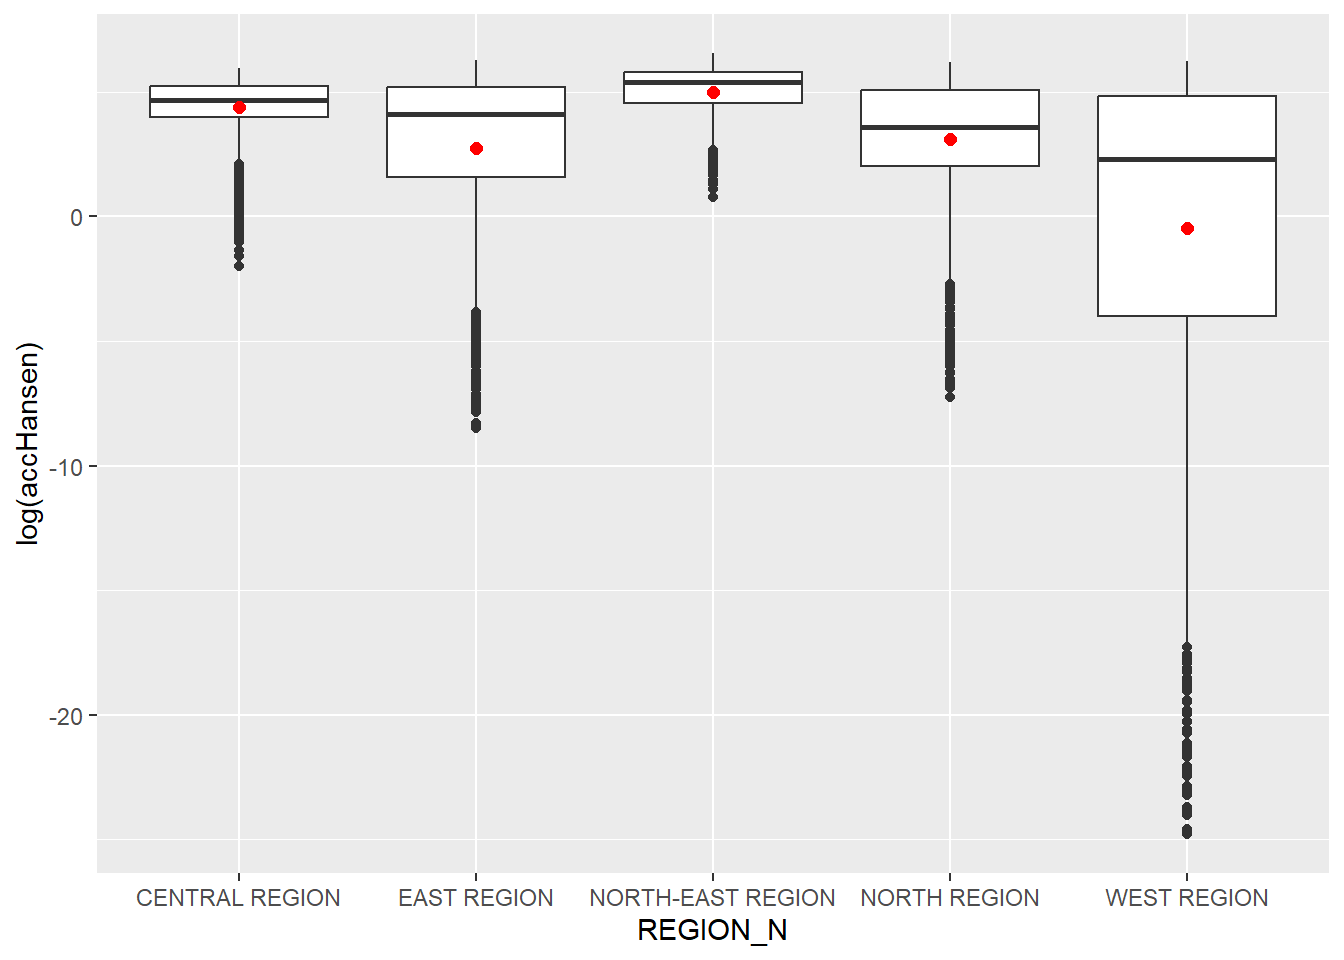 log(accHansen)
0
-10
-20
CENTRAL REGION
EAST REGION
NORTH-EAST REGION
NORTH REGION
WEST REGION
REGION_N